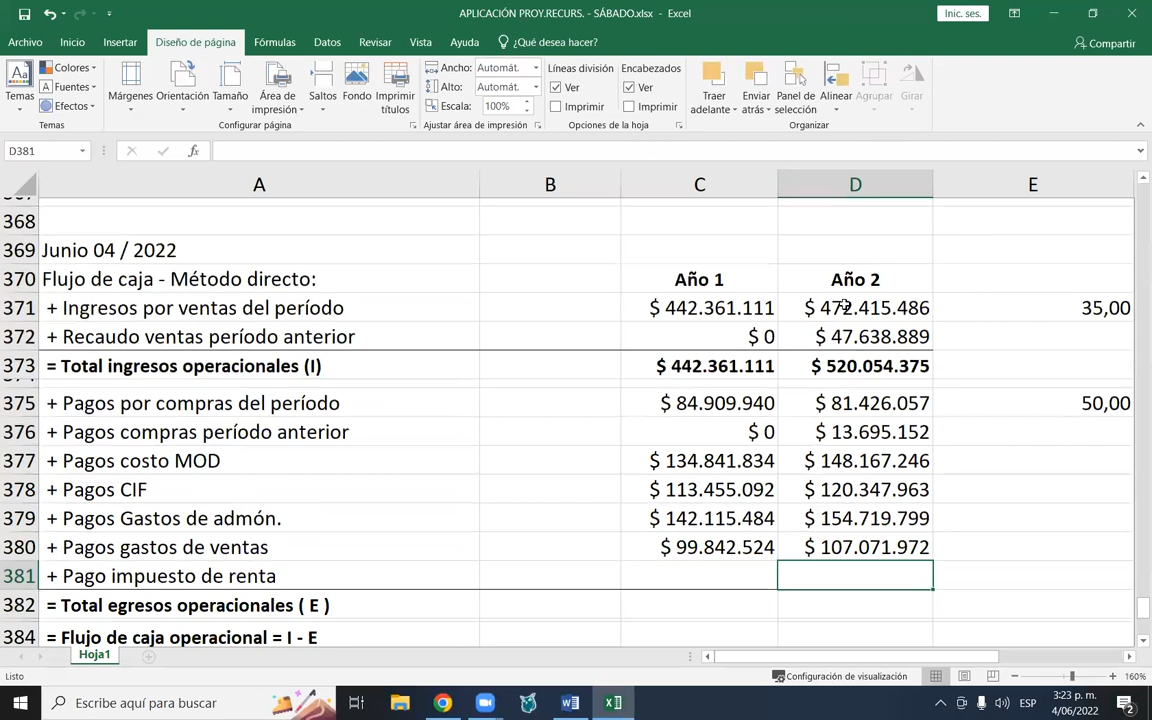 APLICACIÓN PROY.RECURS. - SÁBADO.xlsx - Excel
Inic. ses.
Archivo Inicio Insertar Diseño de página Fórmulas Datos Revisar Vista Ayuda ¿Qué desea hacer? Compartir
Aa Colores Ancho: Automát. Líneas división Encabezados
Fuentes Alto: Automát. Ver Ver
Temas Efectos Márgenes Orientación Tamaño Área de impresión Saltos Fondo Imprimir títulos Escala: 100% Imprimir Imprimir Traer adelante Enviar atrás Panel de selección Alinear Agrupar Girar
Temas Configurar página Ajustar área de impresión Opciones de la hoja Organizar
D381 fx
A B C D E
367
368
369 Junio 04 / 2022
370 Flujo de caja - Método directo: Año 1 Año 2
371 + Ingresos por ventas del período $ 442.361.111 $ 472.415.486 35,00
372 + Recaudo ventas período anterior $ 0 $ 47.638.889
373 = Total ingresos operacionales (I) $ 442.361.111 $ 520.054.375
375 + Pagos por compras del período $ 84.909.940 $ 81.426.057 50,00
376 + Pagos compras período anterior $ 0 $ 13.695.152
377 + Pagos costo MOD $ 134.841.834 $ 148.167.246
378 + Pagos CIF $ 113.455.092 $ 120.347.963
379 + Pagos Gastos de admón. $ 142.115.484 $ 154.719.799
380 + Pagos gastos de ventas $ 99.842.524 $ 107.071.972
381 + Pago impuesto de renta
382 = Total egresos operacionales ( E )
384 = Flujo de caja operacional = I - E
Hoja1
Listo Configuración de visualización 160%
Escribe aquí para buscar ESP 3:23 p. m.
4/06/2022 2